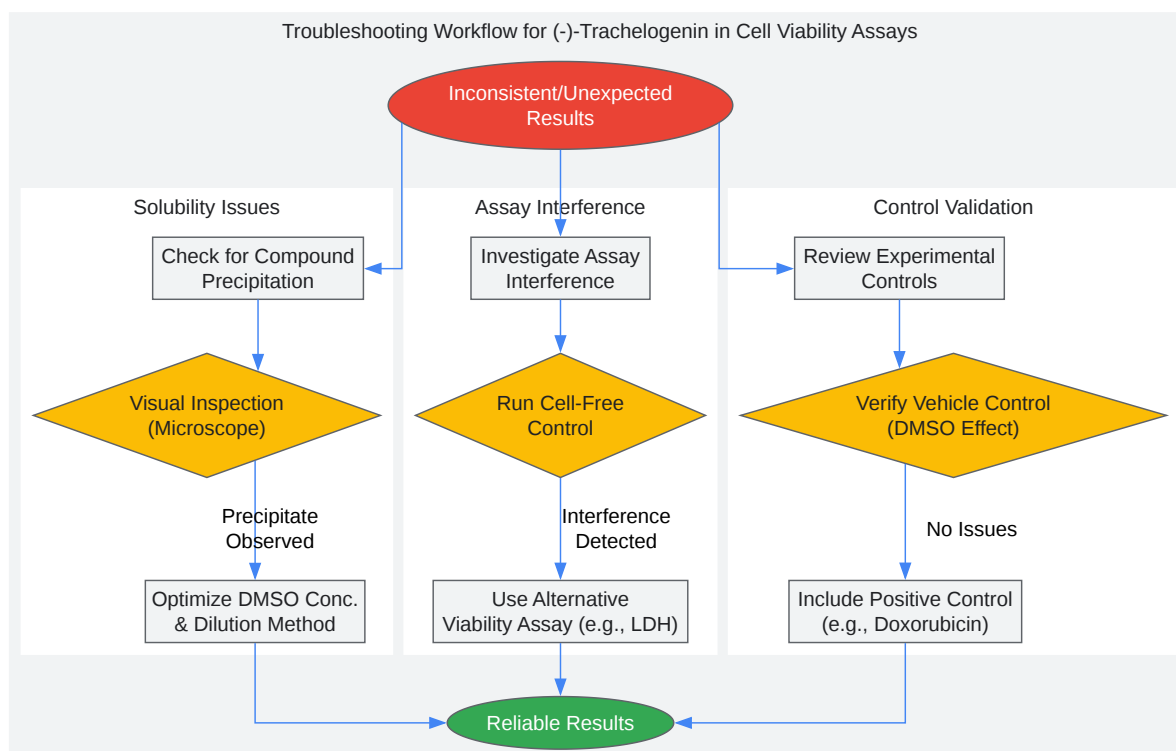 Troubleshooting Workflow for (-)-Trachelogenin in Cell Viability Assays
Inconsistent/Unexpected
Results
Solubility Issues
Assay Interference
Control Validation
Check for Compound
Precipitation
Investigate Assay
Interference
Review Experimental
Controls
Visual Inspection
(Microscope)
Run Cell-Free
Control
Verify Vehicle Control
(DMSO Effect)
Precipitate
Observed
Interference
Detected
No Issues
Optimize DMSO Conc.
& Dilution Method
Use Alternative
Viability Assay (e.g., LDH)
Include Positive Control
(e.g., Doxorubicin)
Reliable Results